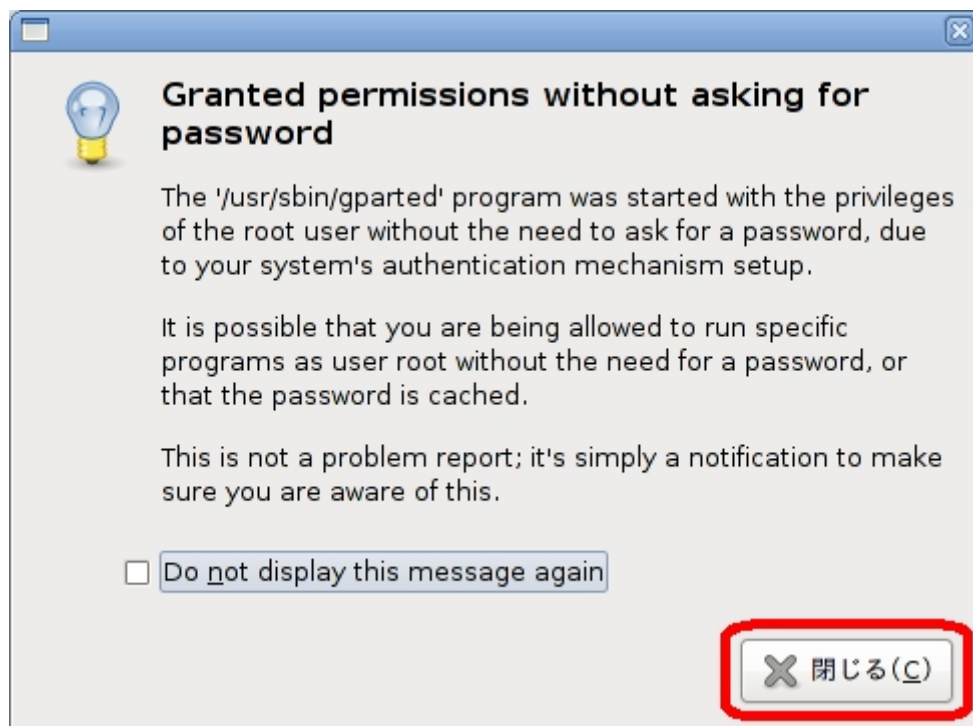 Granted permissions without asking for
password
The '/usr/sbin/gparted' program was started with the privileges
of the root user without the need to ask for a password, due
to your system's authentication mechanism setup.
It is possible that you are being allowed to run specific
programs as user root without the need for a password, or
that the password is cached.
This is not a problem report; it's simply a notification to make
sure you are aware of this.
Do not display this message again
閉じる(C)